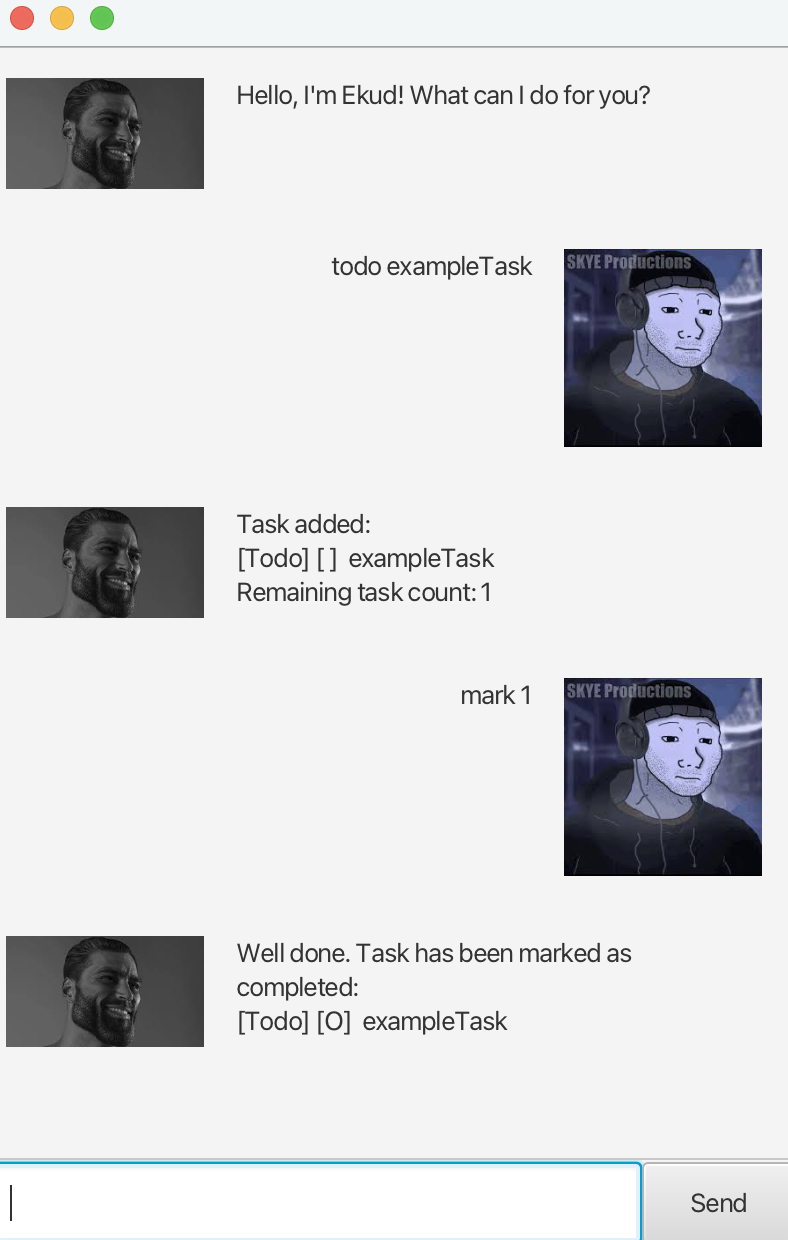 Hello, I'm Ekud! What can I do for you?
todo exampleTask
SKYE Productions
Task added:
[Todo] [ ]  exampleTask
Remaining task count: 1
mark 1
SKYE Productions
Well done. Task has been marked as
completed:
[Todo] [O]  exampleTask
Send